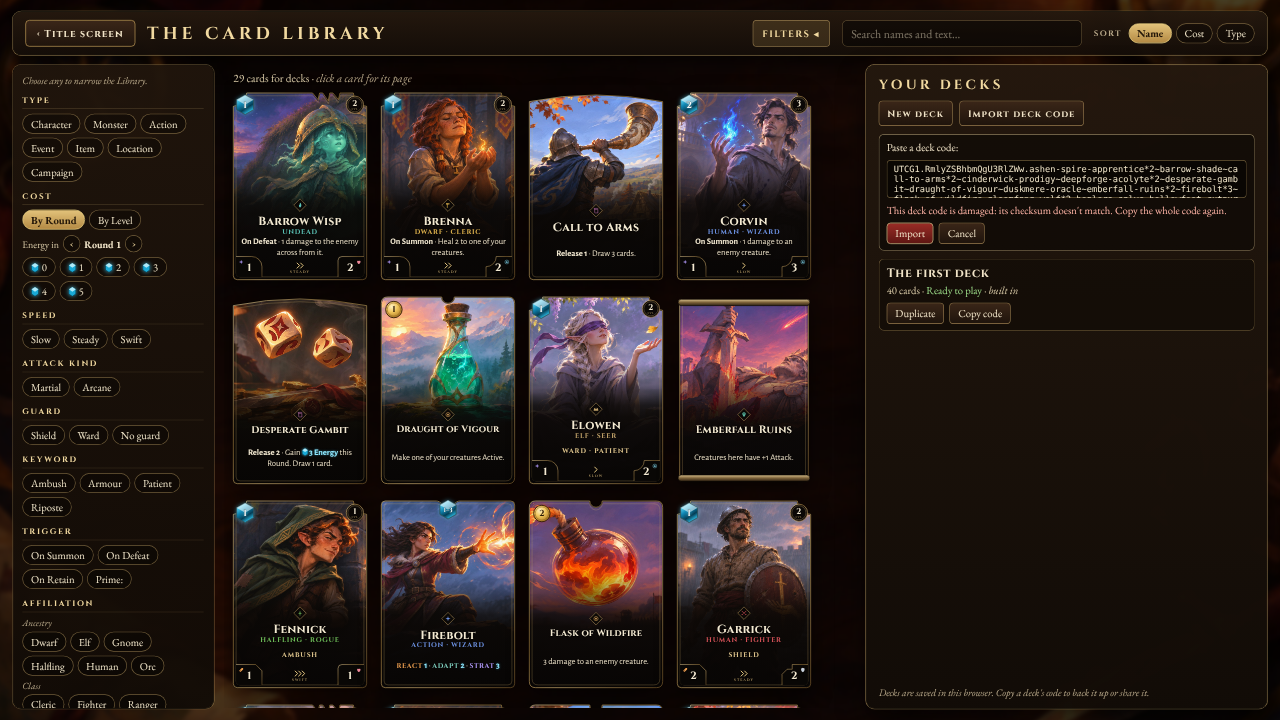 ‹ TITLE SCREEN
THE CARD LIBRARY
FILTERS ◂
Search names and text...
SORT
Name
Cost
Type
Choose any to narrow the Library.
TYPE
Character
Monster
Action
Event
Item
Location
Campaign
COST
By Round
By Level
Energy in
‹ Round 1 ›
0
1
2
3
4
5
SPEED
Slow
Steady
Swift
ATTACK KIND
Martial
Arcane
GUARD
Shield
Ward
No guard
KEYWORD
Ambush
Armour
Patient
Riposte
TRIGGER
On Summon
On Defeat
On Retain
Prime:
AFFILIATION
Ancestry
Dwarf
Elf
Gnome
Halfling
Human
Orc
Class
Cleric
Fighter
Ranger
29 cards for decks · click a card for its page
1
2
BARROW WISP
UNDEAD
On Defeat · 1 damage to the enemy
across from it.
1
STEADY
2
1
2
BRENNA
DWARF · CLERIC
On Summon · Heal 2 to one of your
creatures.
1
STEADY
2
CALL TO ARMS
Release 1 · Draw 3 cards.
2
3
CORVIN
HUMAN · WIZARD
On Summon · 1 damage to an
enemy creature.
1
SLOW
3
DESPERATE GAMBIT
Release 2 · Gain 3 Energy this
Round. Draw 1 card.
1
DRAUGHT OF VIGOUR
Make one of your creatures Active.
1
2
ELOWEN
ELF · SEER
WARD · PATIENT
1
SLOW
2
EMBERFALL RUINS
Creatures here have +1 Attack.
1
1
FENNICK
HALFLING · ROGUE
AMBUSH
1
SWIFT
1
1-3
FIREBOLT
ACTION · WIZARD
REACT 1 · ADAPT 2 · STRAT 3
2
FLASK OF WILDFIRE
3 damage to an enemy creature.
1
2
GARRICK
HUMAN · FIGHTER
SHIELD
2
STEADY
2
YOUR DECKS
NEW DECK
IMPORT DECK CODE
Paste a deck code:
UTCG1.RmlyZSBhbmQgU3RlZWw.ashen-spire-apprentice*2~barrow-shade~ca
ll-to-arms*2~cinderwick-prodigy~deepforge-acolyte*2~desperate-gamb
it~draught-of-vigour~duskmere-oracle~emberfall-ruins*2~firebolt*3~
This deck code is damaged: its checksum doesn't match. Copy the whole code again.
Import
Cancel
THE FIRST DECK
40 cards · Ready to play · built in
Duplicate
Copy code
Decks are saved in this browser. Copy a deck's code to back it up or share it.